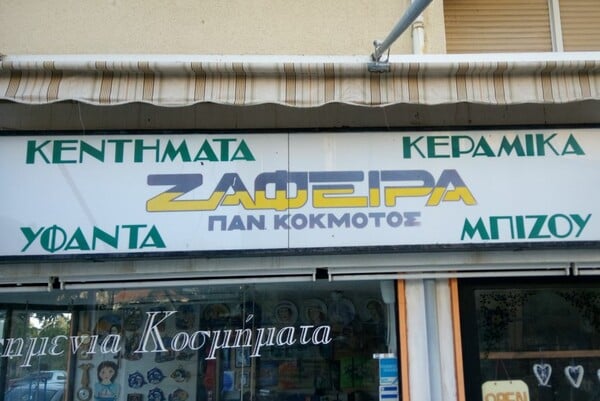 ΚΕΝΤΗΜΑΤΑ
ΚΕΡΑΜΙΚΑ
ΖΑΦΕΙΡΑ
ΠΑΝ. ΚΟΚΜΟΤΟΣ
ΥΦΑΝΤΑ
ΜΠΙΖΟΥ
Κοσμήματα
OPEN